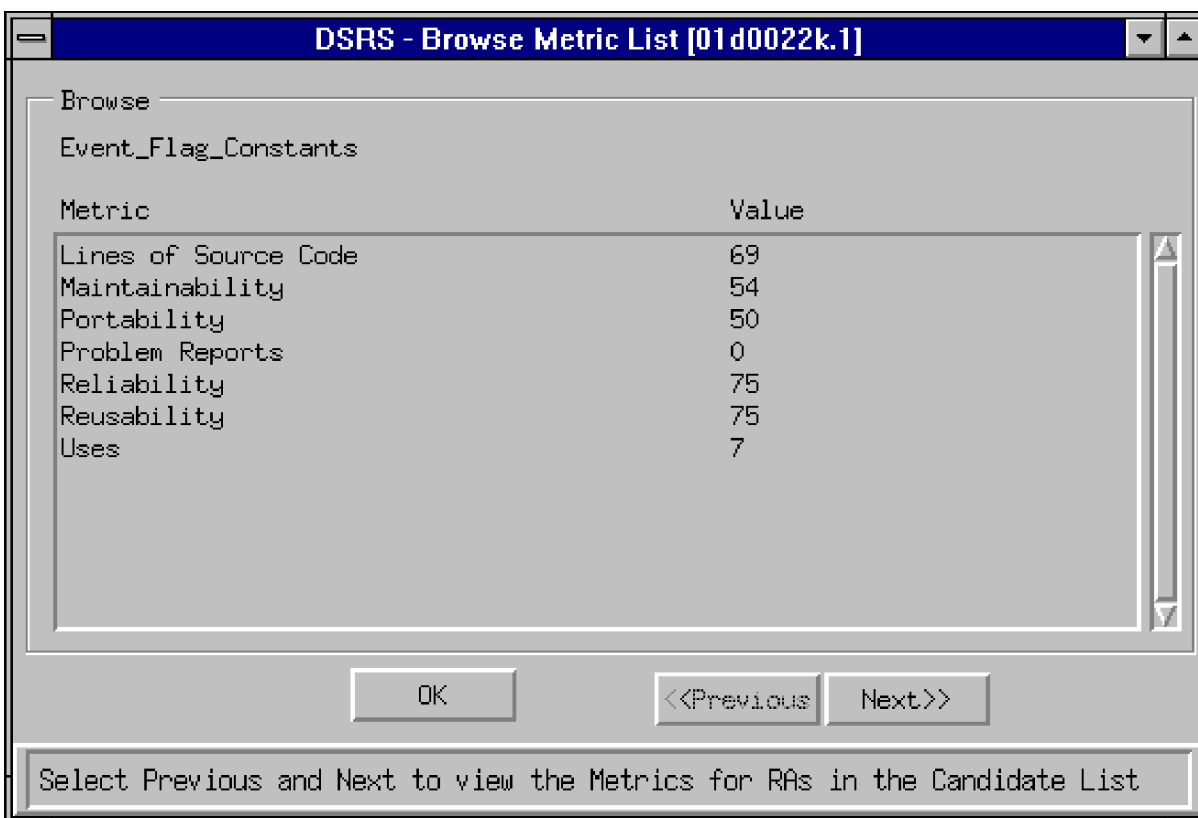 DSRS - Browse Metric List [01d0022k.1]
Browse
Event_Flag_Constants
Metric Value
Lines of Source Code 69
Maintainability 54
Portability 50
Problem Reports 0
Reliability 75
Reusability 75
Uses 7
OK <<Previous Next>>
Select Previous and Next to view the Metrics for RAs in the Candidate List